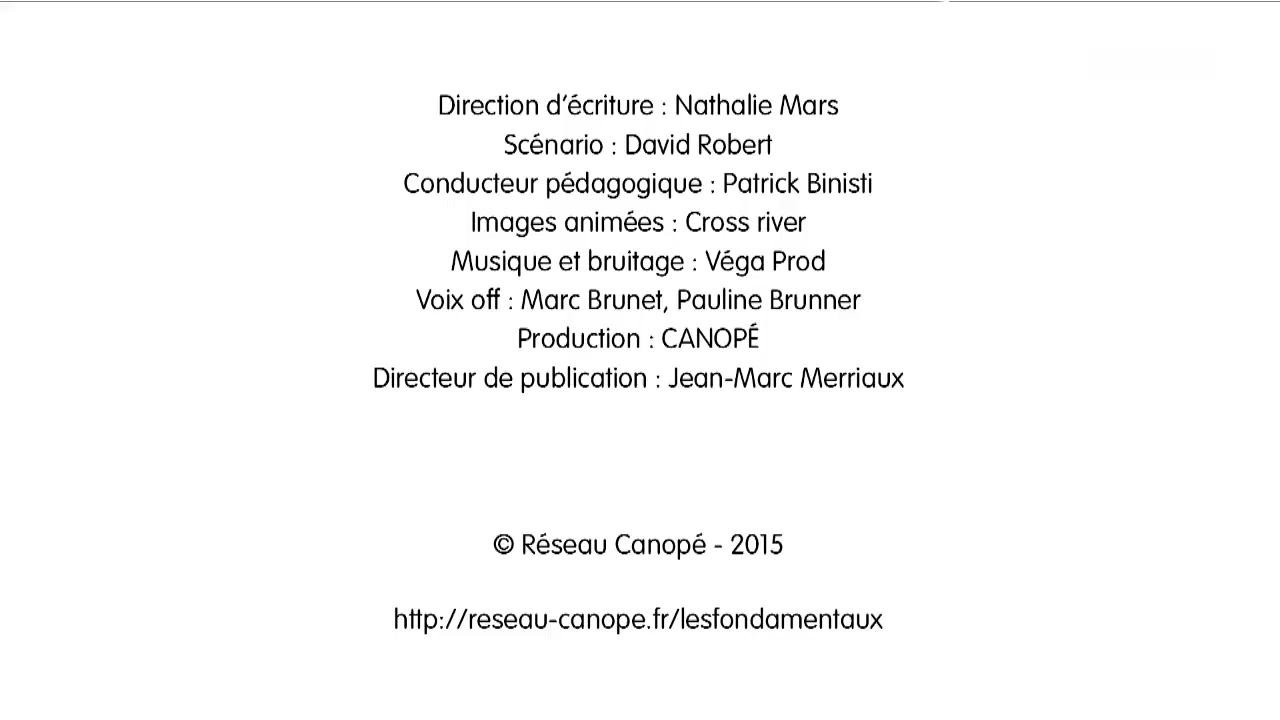 Direction d'écriture : Nathalie Mars
Scénario : David Robert
Conducteur pédagogique : Patrick Binisti
Images animées : Cross river
Musique et bruitage : Véga Prod
Voix off : Marc Brunet, Pauline Brunner
Production : CANOPÉ
Directeur de publication : Jean-Marc Merriaux
© Réseau Canopé - 2015
http://reseau-canope.fr/lesfondamentaux